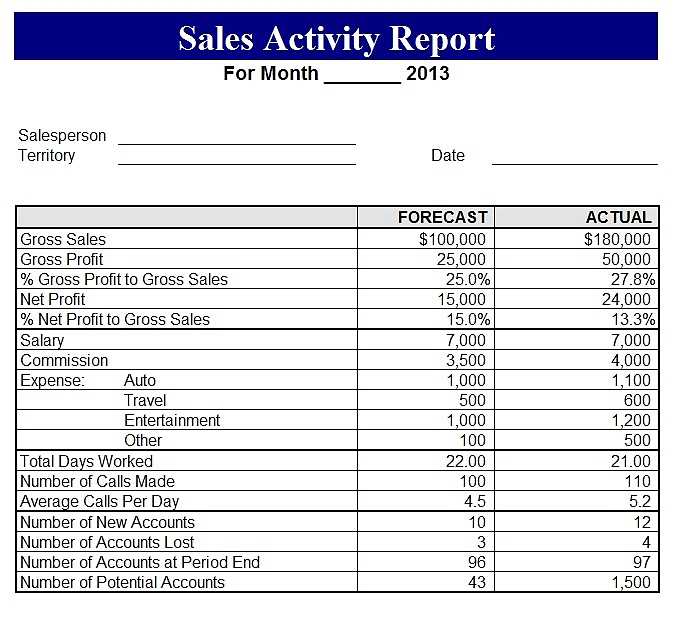 Sales Activity Report
For Month _______ 2013
Salesperson
Territory Date
FORECAST ACTUAL
Gross Sales $100,000 $180,000
Gross Profit 25,000 50,000
% Gross Profit to Gross Sales 25.0% 27.8%
Net Profit 15,000 24,000
% Net Profit to Gross Sales 15.0% 13.3%
Salary 7,000 7,000
Commission 3,500 4,000
Expense: Auto 1,000 1,100
Travel 500 600
Entertainment 1,000 1,200
Other 100 500
Total Days Worked 22.00 21.00
Number of Calls Made 100 110
Average Calls Per Day 4.5 5.2
Number of New Accounts 10 12
Number of Accounts Lost 3 4
Number of Accounts at Period End 96 97
Number of Potential Accounts 43 1,500